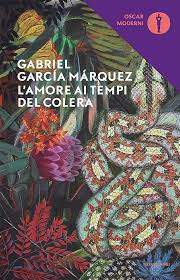 OSCAR
MODERNI
GABRIEL
GARCÍA MÁRQUEZ
L'AMORE AI TEMPI
DEL COLERA